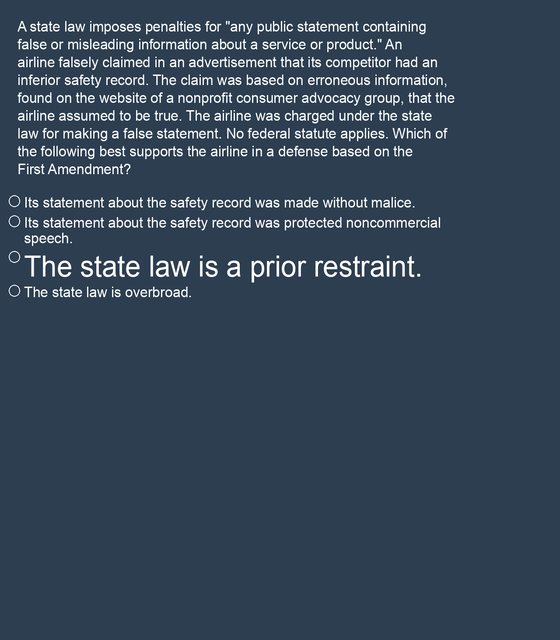 A state law imposes penalties for "any public statement containing
false or misleading information about a service or product." An
airline falsely claimed in an advertisement that its competitor had an
inferior safety record. The claim was based on erroneous information,
found on the website of a nonprofit consumer advocacy group, that the
airline assumed to be true. The airline was charged under the state
law for making a false statement. No federal statute applies. Which of
the following best supports the airline in a defense based on the
First Amendment?
Its statement about the safety record was made without malice.
Its statement about the safety record was protected noncommercial
speech.
The state law is a prior restraint.
The state law is overbroad.